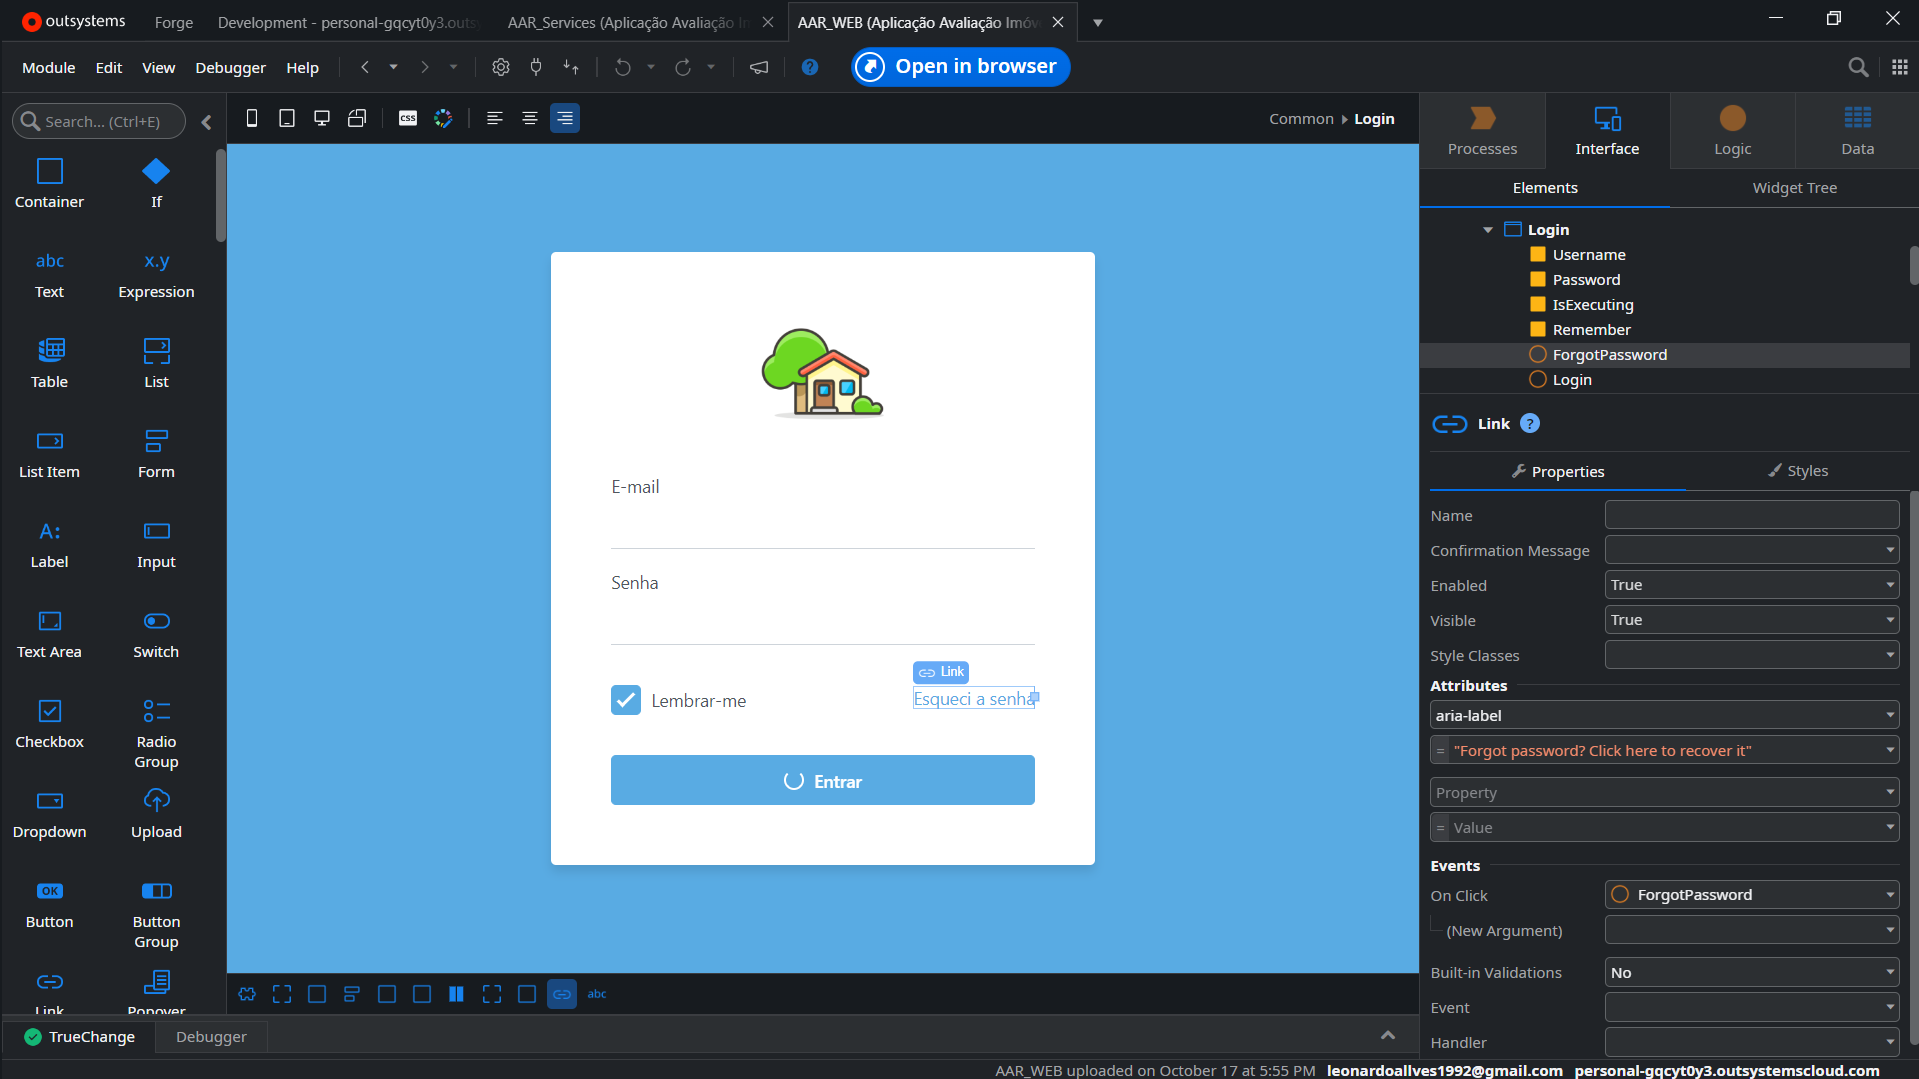 outsystems
Forge
Development - personal-gqcyt0y3.outs
AAR_Services (Aplicação Avaliação I
AAR_WEB (Aplicação Avaliação Imóv
Module
Edit
View
Debugger
Help
?
Open in browser
Search... (Ctrl+E)
css
Common
Login
Container
If
abc
Text
x.y
Expression
Table
List
List Item
Form
A:
Label
Input
Text Area
Switch
Checkbox
Radio
Group
Dropdown
Upload
OK
Button
Button
Group
Link
Popover
E-mail
Senha
Link
Lembrar-me
Esqueci a senha
Entrar
abc
TrueChange
Debugger
Processes
Interface
Logic
Data
Elements
Widget Tree
Login
Username
Password
IsExecuting
Remember
ForgotPassword
Login
Link
?
Properties
Styles
Name
Confirmation Message
Enabled
True
Visible
True
Style Classes
Attributes
aria-label
= "Forgot password? Click here to recover it"
Property
= Value
Events
On Click
ForgotPassword
(New Argument)
Built-in Validations
No
Event
Handler
AAR_WEB uploaded on October 17 at 5:55 PM
leonardoallves1992@gmail.com
personal-gqcyt0y3.outsystemscloud.com